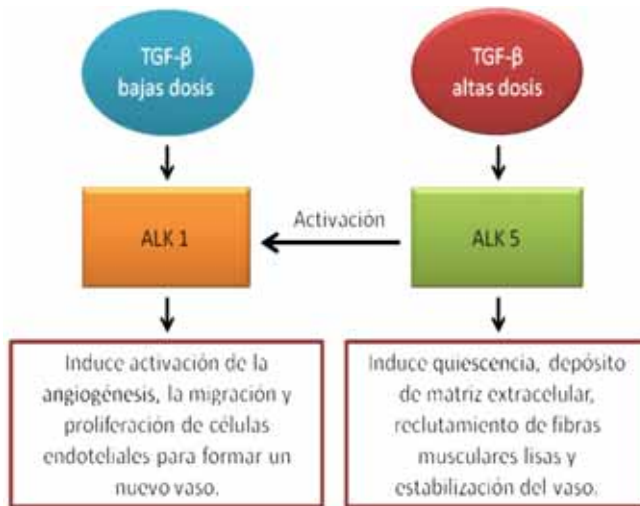 TGF-β
bajas dosis
TGF-β
altas dosis
ALK 1
Activación
ALK 5
Induce activación de la
angiogénesis, la migración y
proliferación de células
endoteliales para formar un
nuevo vaso.
Induce quiescencia, depósito
de matriz extracelular,
reclutamiento de fibras
musculares lisas y
estabilización del vaso.